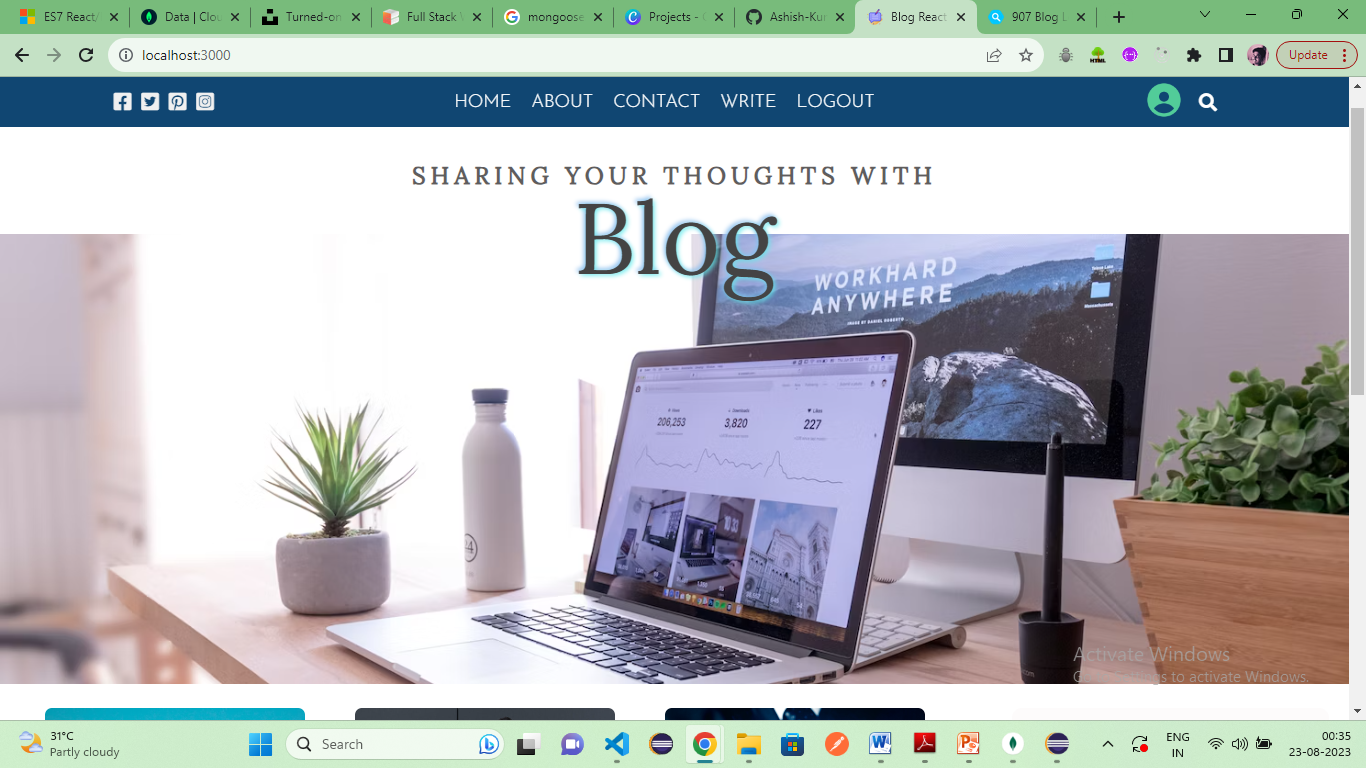 ES7 React/
Data | Clou
Turned-on
Full Stack
mongoose
Projects - C
Ashish-Kur
Blog React
907 Blog L
localhost:3000
Update
HOME ABOUT CONTACT WRITE LOGOUT
SHARING YOUR THOUGHTS WITH
Blog
WORKHARD
ANYWHERE
206,253 3,820 227
Activate Windows
to activate Windows.
31°C
Partly cloudy
Search
ENG
IN
00:35
23-08-2023